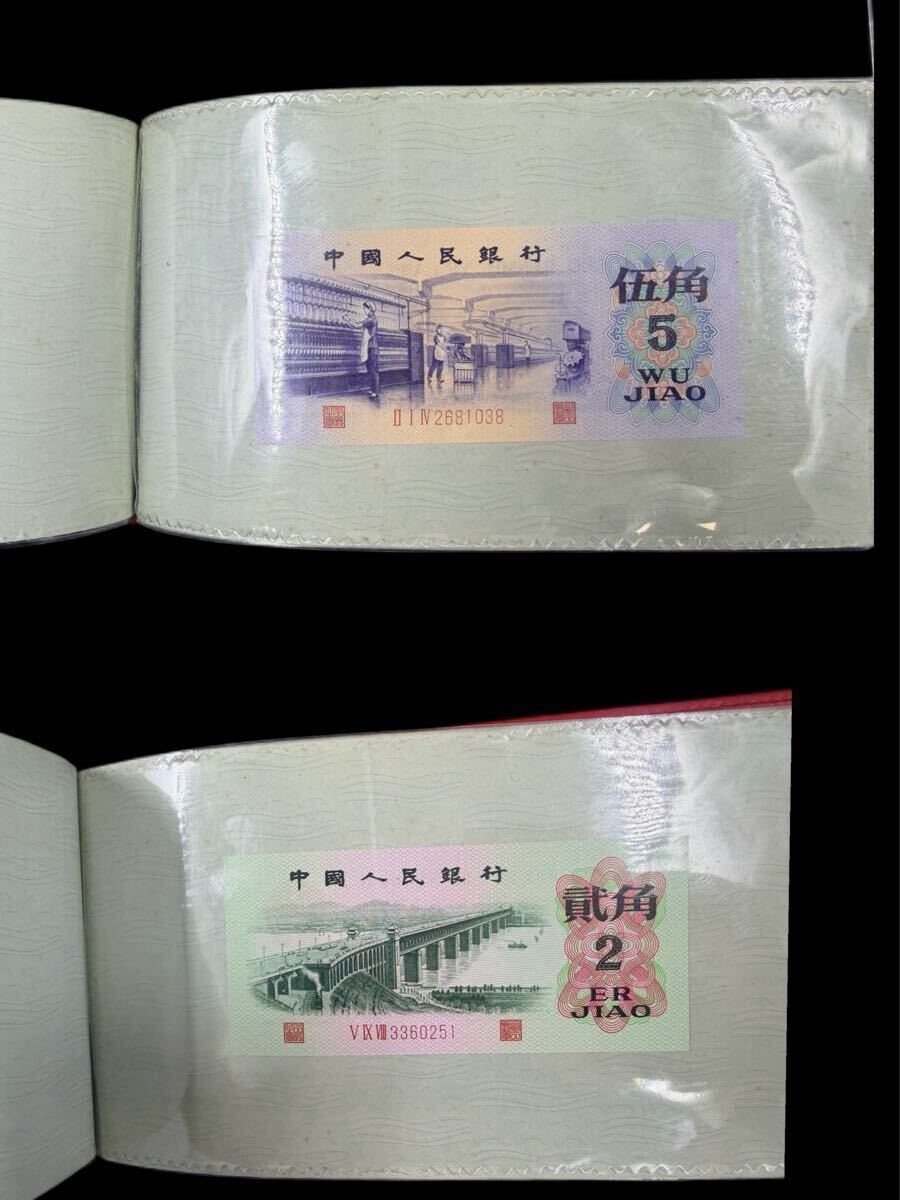 中國人民銀行
伍角
5
WU
JIAO
II I IV 2681038
中國人民銀行
貳角
2
ER
JIAO
V IX VIII 3360251